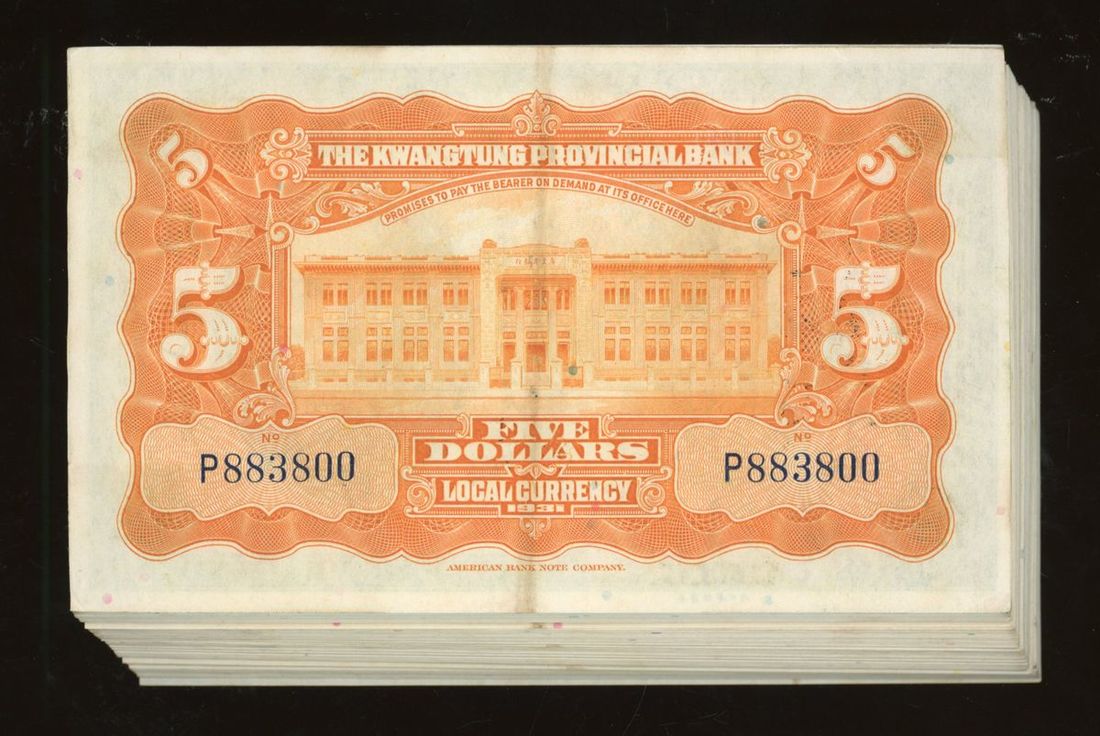 5 5
THE KWANGTUNG PROVINCIAL BANK
PROMISES TO PAY THE BEARER ON DEMAND AT ITS OFFICE HERE
5 5
FIVE
DOLLARS
Nº Nº
P883800 P883800
LOCAL CURRENCY
1931
AMERICAN BANK NOTE COMPANY.